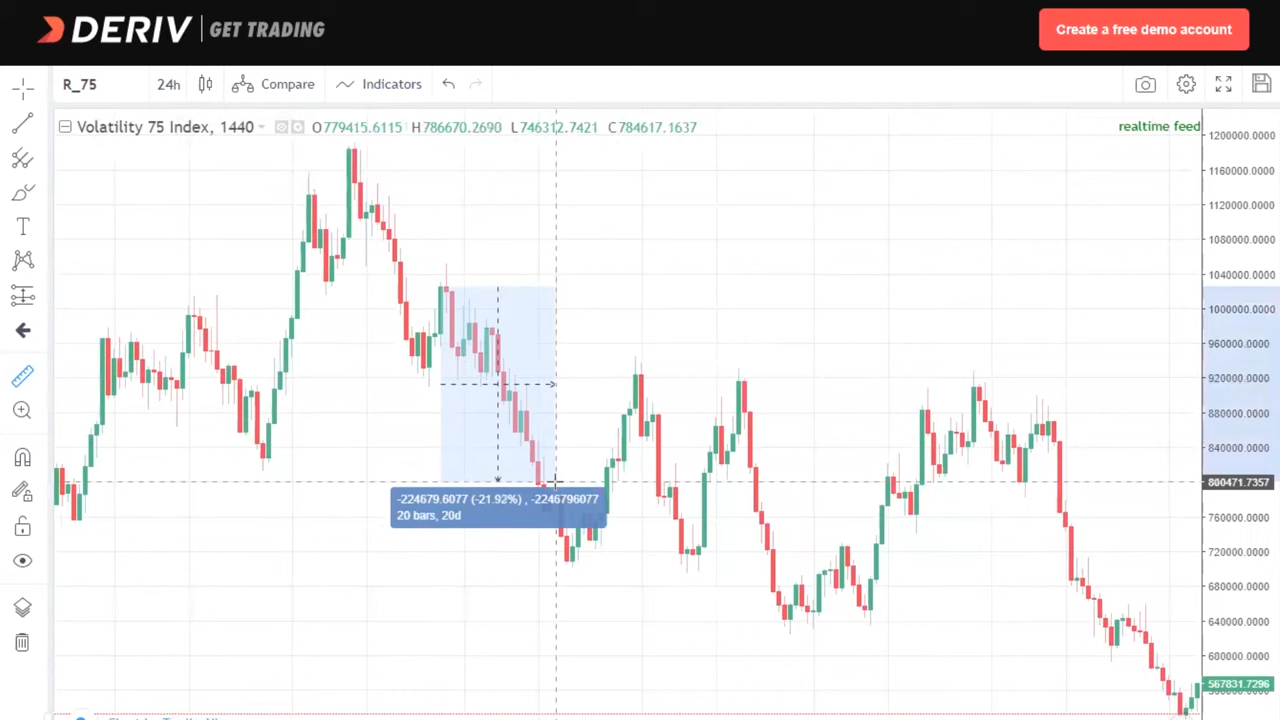 DERIV GET TRADING
Create a free demo account
R_75 24h Compare Indicators
Volatility 75 Index, 1440 O779415.6115 H786670.2690 L746312.7421 C784617.1637
realtime feed
1200000.0000
1160000.0000
1120000.0000
1080000.0000
1040000.0000
1000000.0000
960000.0000
920000.0000
880000.0000
840000.0000
800471.7357
760000.0000
720000.0000
680000.0000
640000.0000
600000.0000
567831.7296
-224679.6077 (-21.92%) , -2246796077
20 bars, 20d